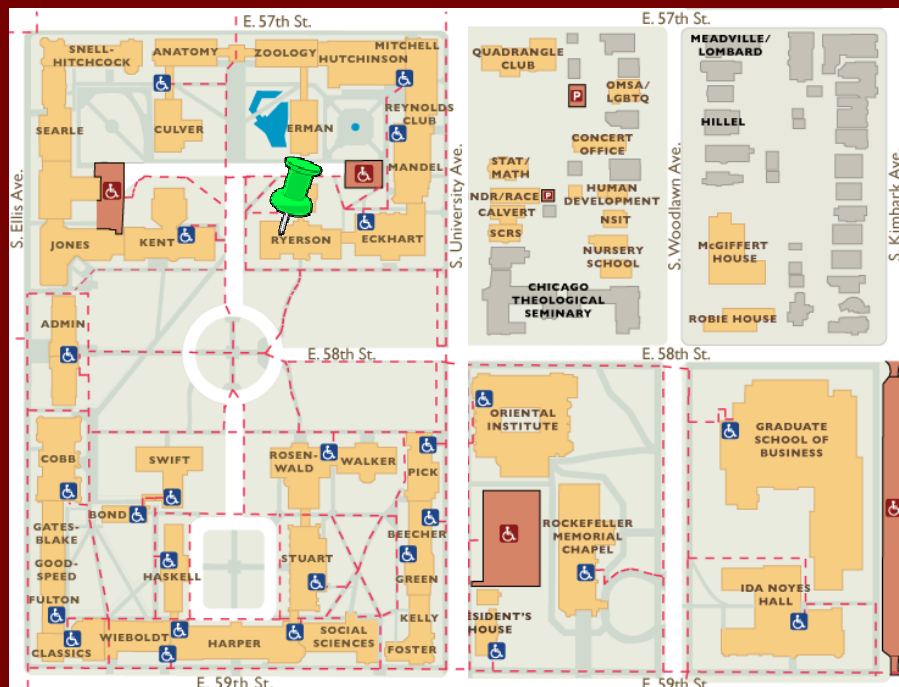 E. 57th St.
E. 57th St.
SNELL-
HITCHCOCK
ANATOMY
ZOOLOGY
MITCHELL
HUTCHINSON
QUADRANGLE
CLUB
MEADVILLE/
LOMBARD
OMSA/
LGBTQ
P
REYNOLDS
CLUB
SEARLE
CULVER
ERMAN
HILLEL
CONCERT
OFFICE
MANDEL
STAT/
MATH
S. Ellis Ave.
S. University Ave.
S. Woodlawn Ave.
S. Kimbark Ave.
NDR/RACE
P
HUMAN
DEVELOPMENT
CALVERT
NSIT
SCRS
JONES
KENT
RYERSON
ECKHART
NURSERY
SCHOOL
McGIFFERT
HOUSE
CHICAGO
THEOLOGICAL
SEMINARY
ROBIE HOUSE
ADMIN
E. 58th St.
E. 58th St.
ORIENTAL
INSTITUTE
GRADUATE
SCHOOL OF
BUSINESS
COBB
SWIFT
ROSEN-
WALD
WALKER
PICK
BOND
GATES-
BLAKE
BEECHER
ROCKEFELLER
MEMORIAL
CHAPEL
STUART
GOOD-
SPEED
HASKELL
GREEN
IDA NOYES
HALL
FULTON
KELLY
ESIDENT'S
HOUSE
WIEBOLDT
HARPER
SOCIAL
SCIENCES
CLASSICS
FOSTER
E. 59th St.
E. 59th St.